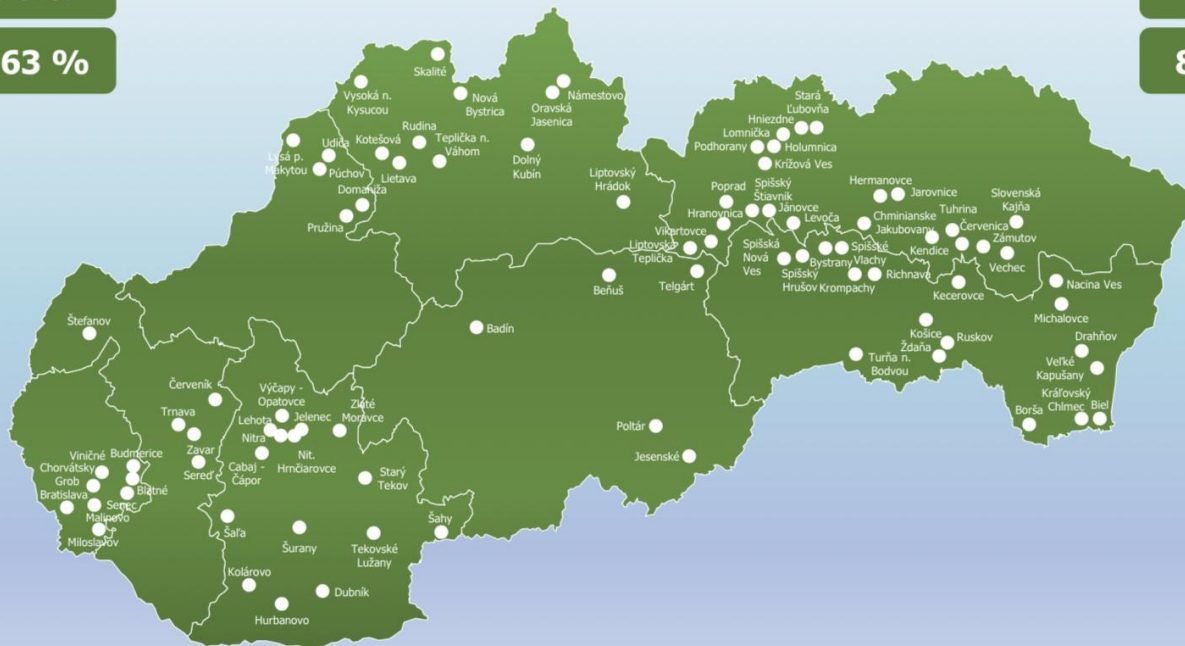 63 %
8
Skalité
Vysoká n.
Kysucou
Nová
Bystrica
Námestovo
Oravská
Jasenica
Rudina
Kotešová
Teplička n.
Váhom
Lietava
Dolný
Kubín
Udiča
Lysá p.
Makytou
Púchov
Domaniža
Pružina
Liptovský
Hrádok
Stará
Ľubovňa
Hniezdne
Lomnička
Podhorany
Holumnica
Krížová Ves
Poprad
Spišský
Štiavnik
Jánovce
Hranovnica
Levoča
Vikartovce
Liptovská
Teplička
Telgárt
Spišská
Nová
Ves
Spišský
Hrušov
Bystrany
Spišské
Vlachy
Krompachy
Richnava
Hermanovce
Jarovnice
Chminianske
Jakubovany
Tuhrina
Slovenská
Kajňa
Červenica
Kendice
Zámutov
Vechec
Kecerovce
Nacina Ves
Michalovce
Košice
Ždaňa
Ruskov
Turňa n.
Bodvou
Drahňov
Veľké
Kapušany
Kráľovský
Chlmec
Biel
Borša
Beňuš
Badín
Poltár
Jesenské
Štefanov
Červeník
Trnava
Zavar
Sereď
Výčapy -
Opatovce
Lehota
Jelenec
Zlaté
Moravce
Nitra
Nit.
Hrnčiarovce
Cabaj -
Čápor
Starý
Tekov
Viničné
Budmerice
Chorvátsky
Grob
Blatné
Bratislava
Senec
Malinovo
Miloslavov
Šaľa
Šurany
Tekovské
Lužany
Šahy
Kolárovo
Dubník
Hurbanovo